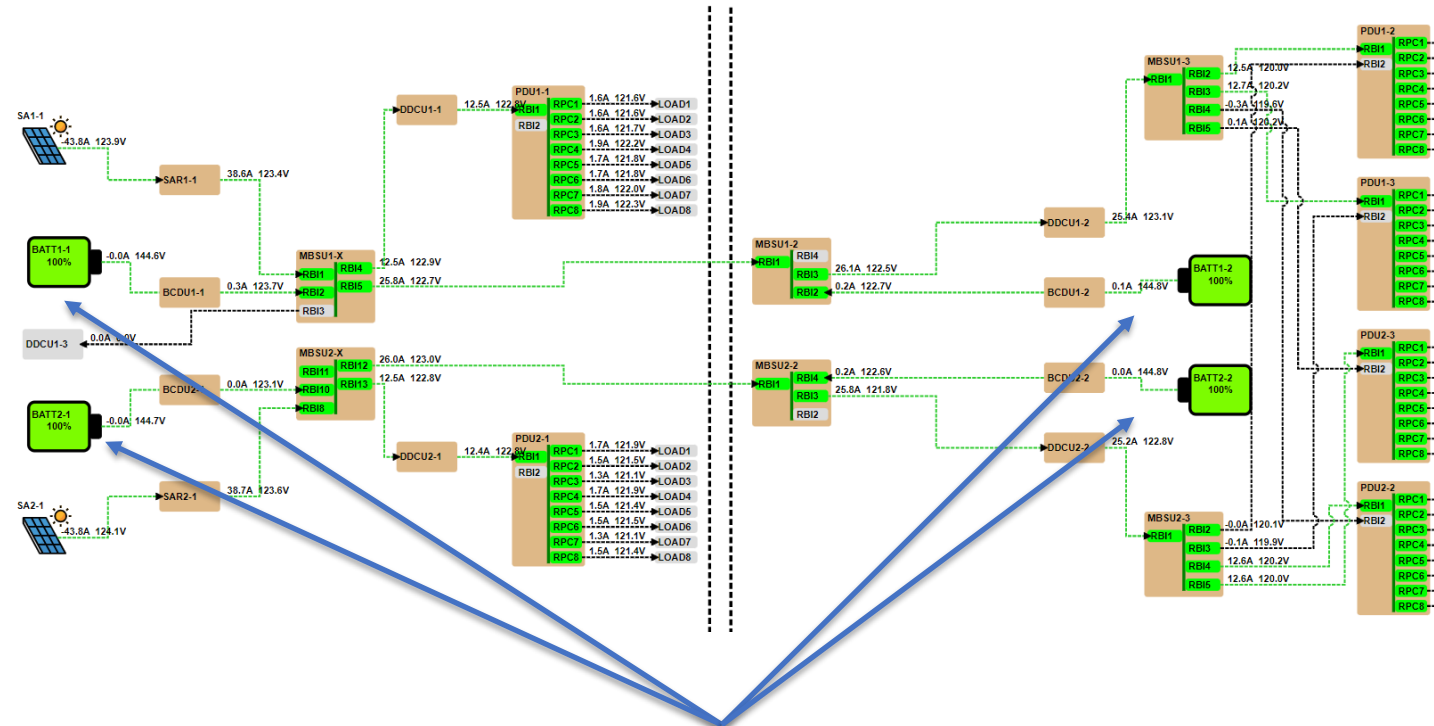 SA1-1
-43.8A 123.9V
SAR1-1
38.6A 123.4V
BATT1-1
100%
-0.0A 144.6V
BCDU1-1
0.3A 123.7V
DDCU1-3
0.0A 0.0V
MBSU1-X
RBI1
RBI2
RBI3
RBI4
RBI5
12.5A 122.9V
25.8A 122.7V
DDCU1-1
12.5A 122.8V
PDU1-1
RBI1
RBI2
RPC1 1.6A 121.6V LOAD1
RPC2 1.6A 121.6V LOAD2
RPC3 1.6A 121.7V LOAD3
RPC4 1.9A 122.2V LOAD4
RPC5 1.7A 121.8V LOAD5
RPC6 1.7A 121.8V LOAD6
RPC7 1.8A 122.0V LOAD7
RPC8 1.9A 122.3V LOAD8
MBSU2-X
RBI11
RBI10
RBI8
RBI12
RBI13
26.0A 123.0V
12.5A 122.8V
BCDU2-1
0.0A 123.1V
BATT2-1
100%
-0.0A 144.7V
SAR2-1
38.7A 123.6V
SA2-1
-43.8A 124.1V
DDCU2-1
12.4A 122.8V
PDU2-1
RBI1
RBI2
RPC1 1.7A 121.9V LOAD1
RPC2 1.5A 121.5V LOAD2
RPC3 1.3A 121.1V LOAD3
RPC4 1.7A 121.9V LOAD4
RPC5 1.5A 121.4V LOAD5
RPC6 1.5A 121.5V LOAD6
RPC7 1.3A 121.1V LOAD7
RPC8 1.5A 121.4V LOAD8
MBSU1-2
RBI1
RBI4
RBI3
RBI2
26.1A 122.5V
0.2A 122.7V
DDCU1-2
25.4A 123.1V
BCDU1-2
0.1A 144.8V
BATT1-2
100%
MBSU2-2
RBI1
RBI4
RBI3
RBI2
0.2A 122.6V
25.8A 121.8V
BCDU2-2
0.0A 144.8V
BATT2-2
100%
DDCU2-2
25.2A 122.8V
MBSU1-3
RBI1
RBI2
RBI3
RBI4
RBI5
12.5A 120.0V
12.7A 120.2V
-0.3A 119.6V
0.1A 120.2V
MBSU2-3
RBI1
RBI2
RBI3
RBI4
RBI5
-0.0A 120.1V
-0.1A 119.9V
12.6A 120.2V
12.6A 120.0V
PDU1-2
RBI1
RBI2
RPC1
RPC2
RPC3
RPC4
RPC5
RPC6
RPC7
RPC8
PDU1-3
RBI1
RBI2
RPC1
RPC2
RPC3
RPC4
RPC5
RPC6
RPC7
RPC8
PDU2-3
RBI1
RBI2
RPC1
RPC2
RPC3
RPC4
RPC5
RPC6
RPC7
RPC8
PDU2-2
RBI1
RBI2
RPC1
RPC2
RPC3
RPC4
RPC5
RPC6
RPC7
RPC8